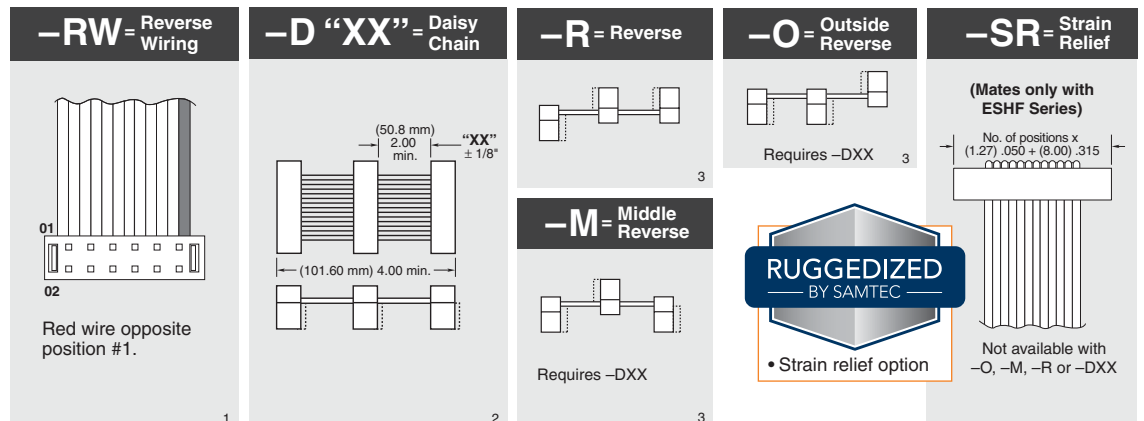 –RW= Reverse
Wiring
01
02
Red wire opposite
position #1.
1
–D “XX”= Daisy
Chain
(50.8 mm)
2.00
min.
“XX”
± 1/8"
(101.60 mm) 4.00 min.
2
–R= Reverse
3
–M= Middle
Reverse
Requires –DXX
3
–O= Outside
Reverse
Requires –DXX
3
RUGGEDIZED
BY SAMTEC
• Strain relief option
–SR= Strain
Relief
(Mates only with
ESHF Series)
No. of positions x
(1.27) .050 + (8.00) .315
Not available with
–O, –M, –R or –DXX